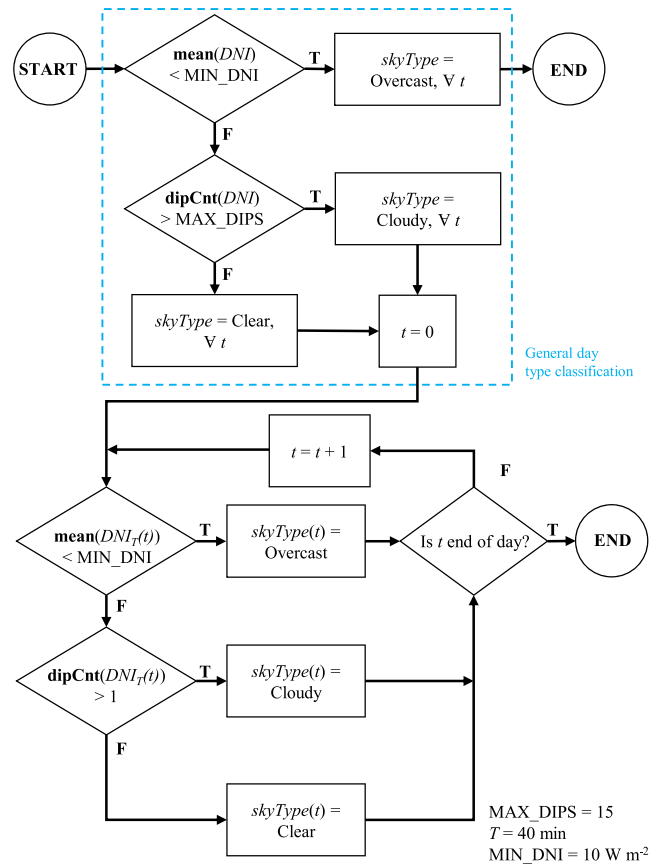 START
mean(DNI)
< MIN_DNI
T
skyType =
Overcast, ∀ t
END
F
dipCnt(DNI)
> MAX_DIPS
T
skyType =
Cloudy, ∀ t
F
skyType = Clear,
∀ t
t = 0
General day
type classification
t = t + 1
F
mean(DNI_T(t))
< MIN_DNI
T
skyType(t) =
Overcast
Is t end of day?
T
END
F
dipCnt(DNI_T(t))
> 1
T
skyType(t) =
Cloudy
F
skyType(t) =
Clear
MAX_DIPS = 15
T = 40 min
MIN_DNI = 10 W m⁻²